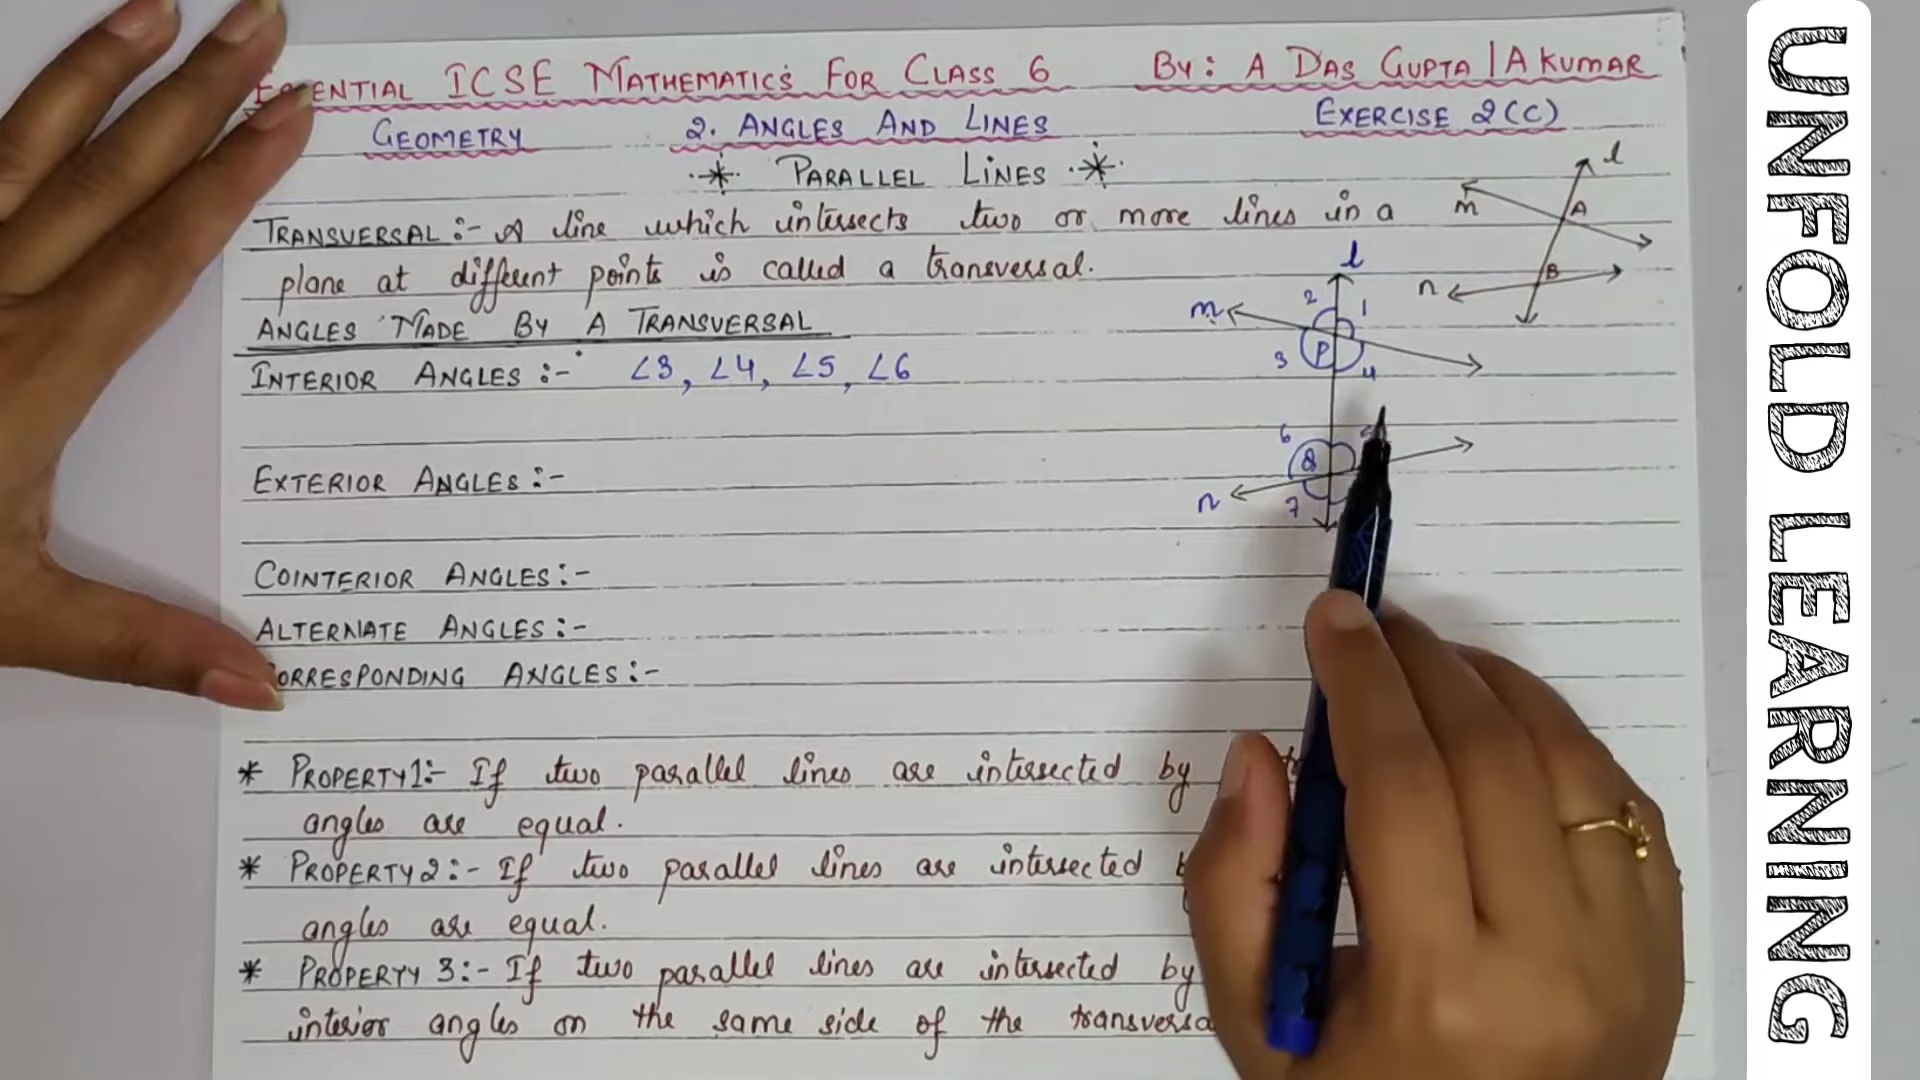 ENTIAL ICSE MATHEMATICS FOR CLASS 6 BY: A DAS GUPTA | A KUMAR
GEOMETRY 2. ANGLES AND LINES EXERCISE 2(C)
PARALLEL LINES
TRANSVERSAL:- A line which intersects two or more lines in a
plane at different points is called a transversal.
ANGLES MADE BY A TRANSVERSAL
INTERIOR ANGLES:- ∠3, ∠4, ∠5, ∠6
EXTERIOR ANGLES:-
COINTERIOR ANGLES:-
ALTERNATE ANGLES:-
ORRESPONDING ANGLES:-
* PROPERTY 1:- If two parallel lines are intersected by
angles are equal.
* PROPERTY 2:- If two parallel lines are intersected
angles are equal.
* PROPERTY 3:- If two parallel lines are intersected by
interior angles on the same side of the transversa
l
m A
n B
l
m 2 1
3 P 4
6 Q
n 7
UNFOLD LEARNING